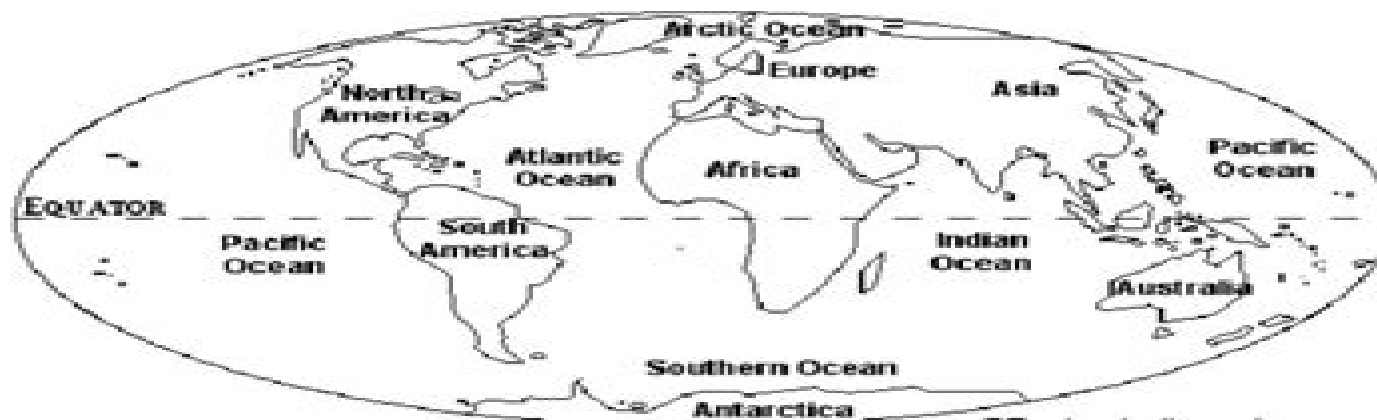 Arctic Ocean
Europe
Asia
North
America
Atlantic
Ocean
Africa
Pacific
Ocean
EQUATOR
South
America
Pacific
Ocean
Indian
Ocean
Australia
Southern Ocean
Antarctica